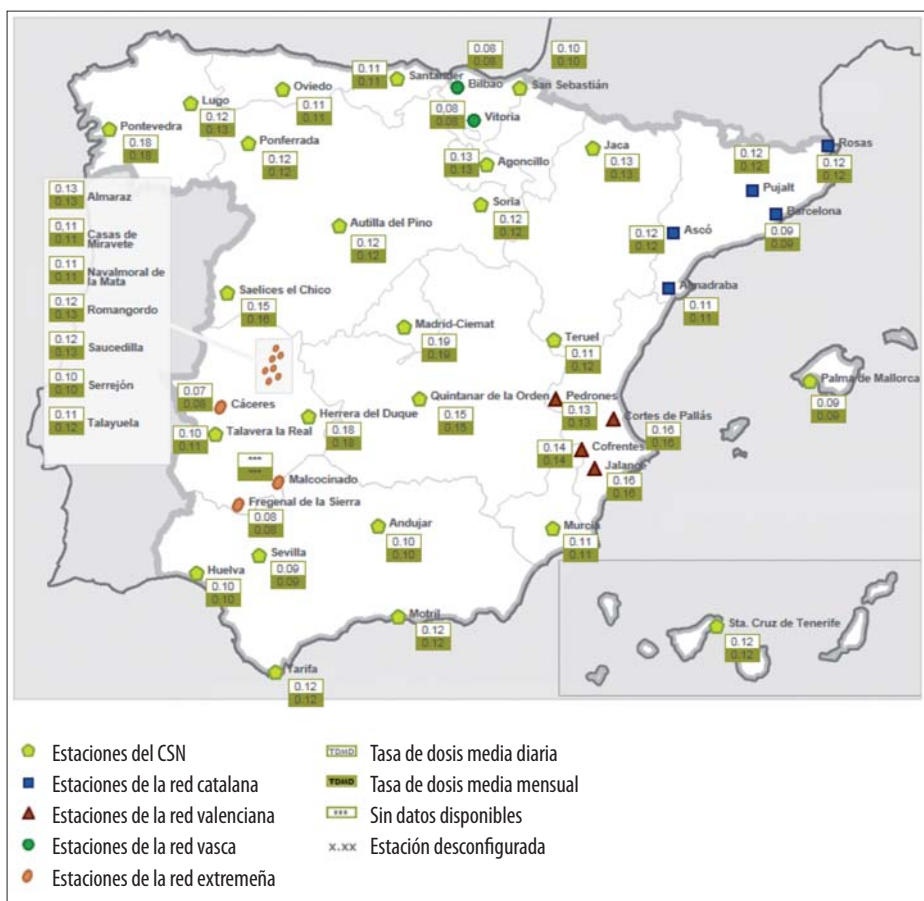 0.08
0.08
0.10
0.10
0.11
0.11
Santander
Bilbao
San Sebastián
Oviedo
0.11
0.11
Lugo
0.12
0.13
0,08
0.08
Vitoria
Pontevedra
0.18
0.18
Ponferrada
0.12
0.12
0.13
0.13
Agoncillo
Jaca
0.13
0.13
0.12
0.12
Rosas
0.12
0.12
Pujalt
Barcelona
0.09
0.09
Soria
0.12
0.12
Autilla del Pino
0.12
0.12
0.12
0.12
Ascó
Almadraba
0.11
0.11
0.13
0.13
Almaraz
0,11
0.11
Casas de
Miravete
0.11
0.11
Navalmoral de
la Mata
0.12
0.13
Romangordo
0.12
0.13
Saucedilla
0.10
0.10
Serrejón
0.11
0.12
Talayuela
Saelices el Chico
0.15
0.16
Madrid-Ciemat
0.19
0.19
Teruel
0.11
0.12
Palma de Mallorca
0.09
0.09
0.07
0.08
Cáceres
Quintanar de la Orden
0.15
0.15
Pedrones
0.13
0.13
Herrera del Duque
0.18
0.18
Cortes de Pallás
0.16
0.16
0.10
0.11
Talavera la Real
0.14
0.14
Cofrentes
Jalance
0.16
0.16
***
***
Malcocinado
Fregenal de la Sierra
0.08
0.08
Andujar
0.10
0.10
Murcia
0.11
0.11
Sevilla
0.09
0.09
Huelva
0.10
0.10
Motril
0.12
0.12
Sta. Cruz de Tenerife
0.12
0.12
Tarifa
0.12
0.12
Estaciones del CSN
Estaciones de la red catalana
Estaciones de la red valenciana
Estaciones de la red vasca
Estaciones de la red extremeña
TDMD Tasa de dosis media diaria
TDMD Tasa de dosis media mensual
*** Sin datos disponibles
x.xx Estación desconfigurada